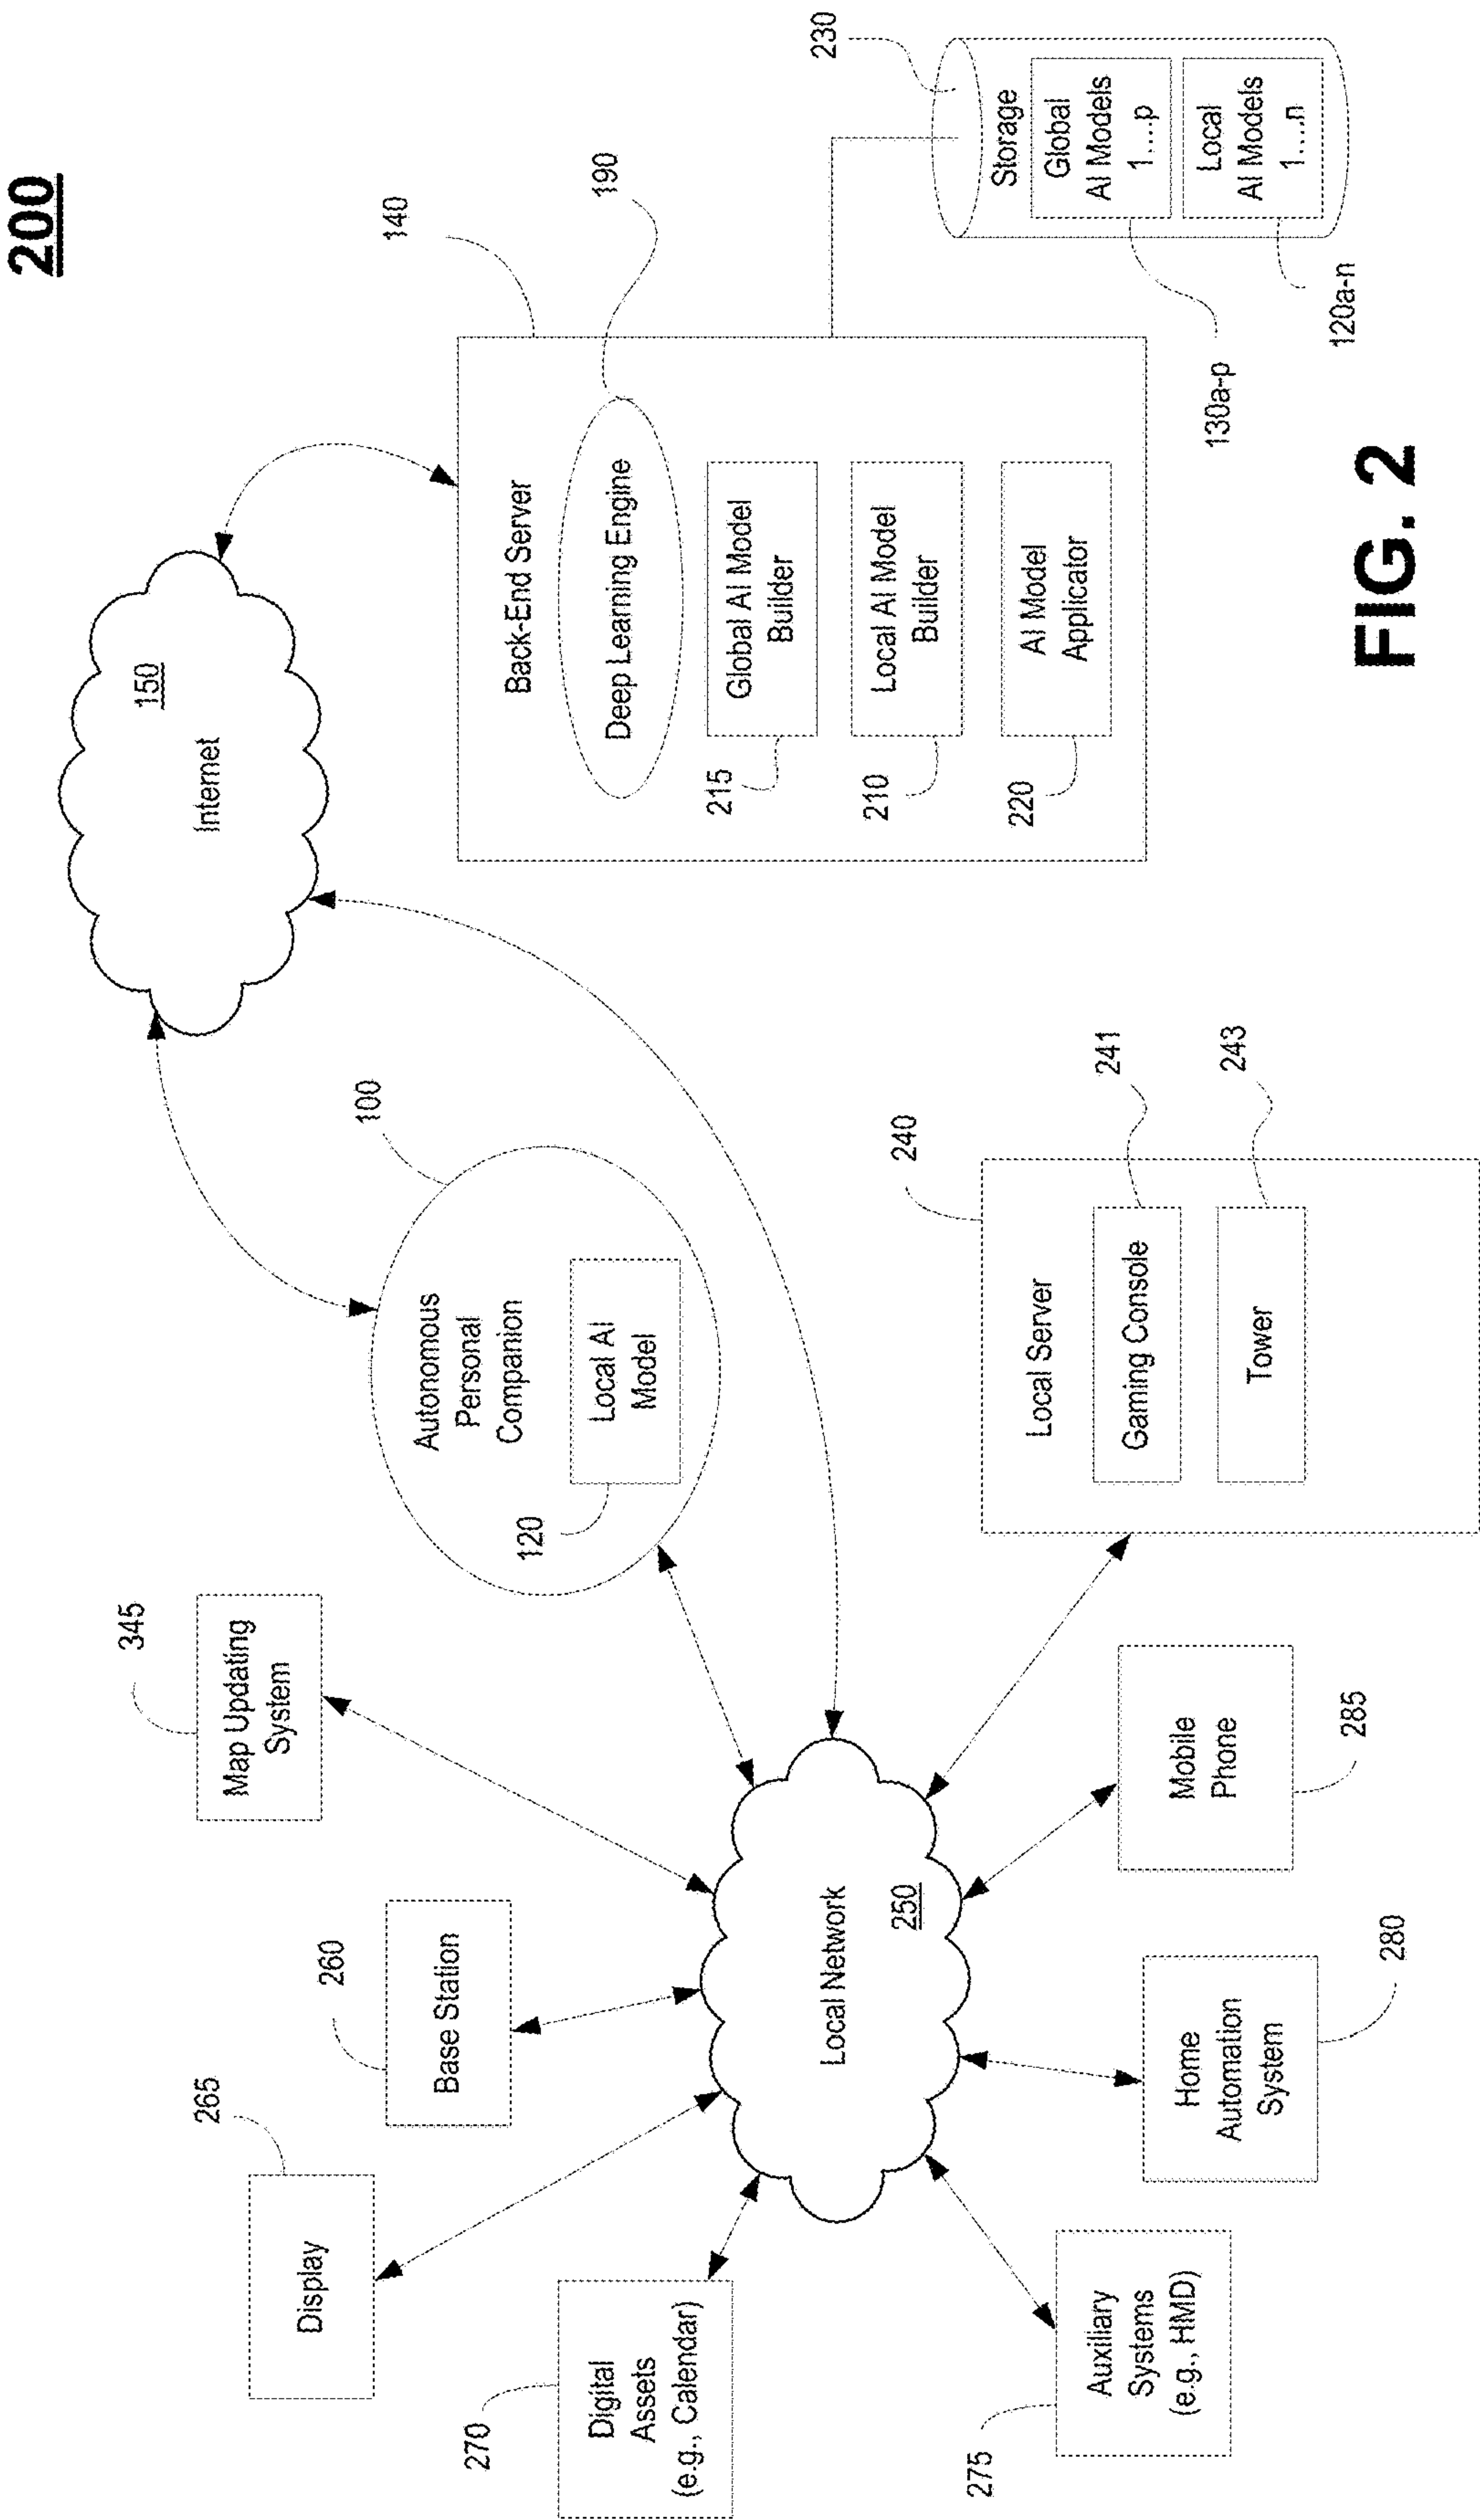 200
345
Map Updating
System
260
Base Station
265
Display
270
Digital
Assets
(e.g., Calendar)
275
Auxiliary
Systems
(e.g., HMD)
Home
Automation
System
280
Mobile
Phone
285
Local Network
250
100
Autonomous
Personal
Companion
120
Local AI
Model
150
Internet
240
Local Server
Gaming Console
241
Tower
243
140
Back-End Server
190
Deep Learning Engine
Global AI Model
Builder
215
Local AI Model
Builder
210
AI Model
Applicator
220
230
Storage
Global
AI Models
1....p
Local
AI Models
1....n
130a-p
120a-n
FIG. 2